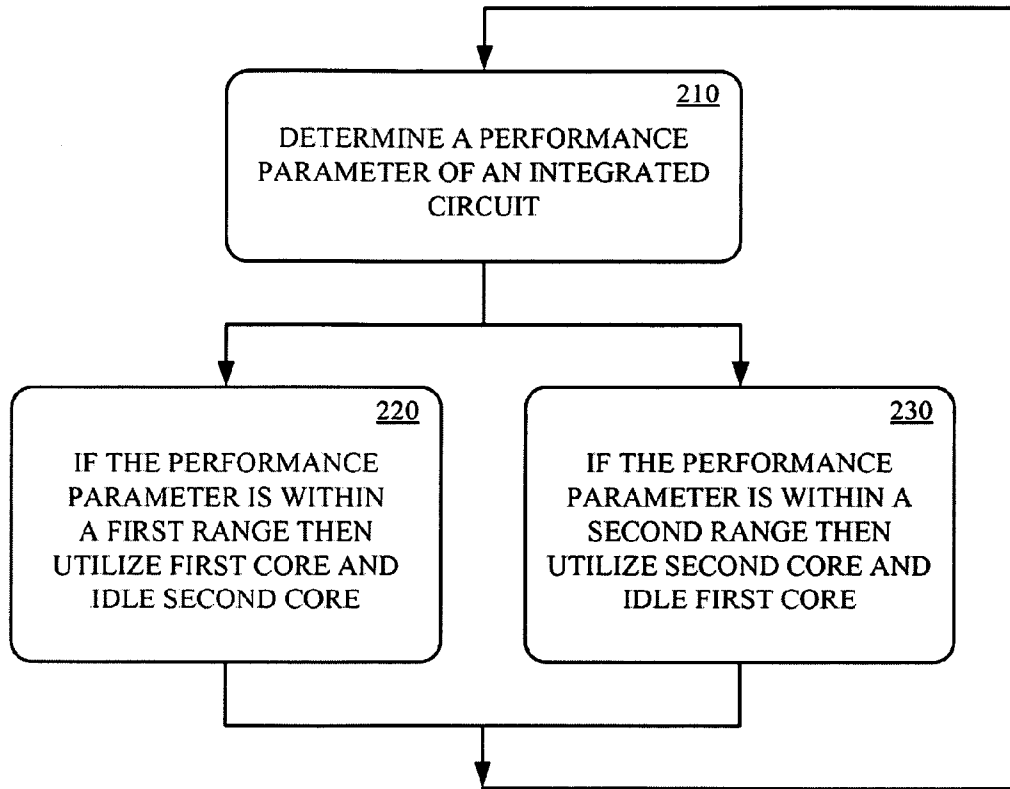 210
DETERMINE A PERFORMANCE
PARAMETER OF AN INTEGRATED
CIRCUIT
220
IF THE PERFORMANCE
PARAMETER IS WITHIN
A FIRST RANGE THEN
UTILIZE FIRST CORE AND
IDLE SECOND CORE
230
IF THE PERFORMANCE
PARAMETER IS WITHIN A
SECOND RANGE THEN
UTILIZE SECOND CORE AND
IDLE FIRST CORE